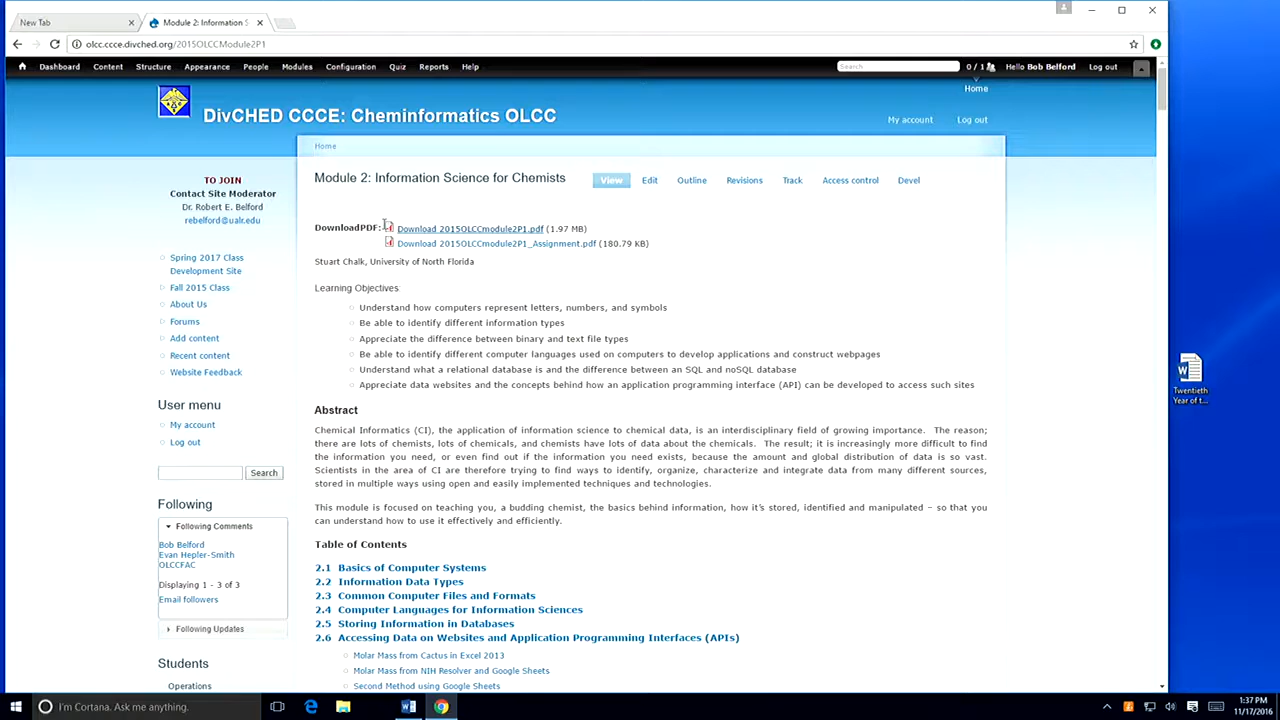 New Tab
Module 2: Information S
olcc.ccce.divched.org/2015OLCCModule2P1
Dashboard Content Structure Appearance People Modules Configuration Quiz Reports Help
Search
0 / 1
Hello Bob Belford Log out
Home
DivCHED CCCE: Cheminformatics OLCC
My account Log out
Home
TO JOIN
Contact Site Moderator
Dr. Robert E. Belford
rebelford@ualr.edu
Spring 2017 Class
Development Site
Fall 2015 Class
About Us
Forums
Add content
Recent content
Website Feedback
User menu
My account
Log out
Search
Following
Following Comments
Bob Belford
Evan Hepler-Smith
OLCCFAC
Displaying 1 - 3 of 3
Email followers
Following Updates
Students
Operations
Module 2: Information Science for Chemists
View Edit Outline Revisions Track Access control Devel
DownloadPDF: Download 2015OLCCmodule2P1.pdf (1.97 MB)
Download 2015OLCCmodule2P1_Assignment.pdf (180.79 KB)
Stuart Chalk, University of North Florida
Learning Objectives:
Understand how computers represent letters, numbers, and symbols
Be able to identify different information types
Appreciate the difference between binary and text file types
Be able to identify different computer languages used on computers to develop applications and construct webpages
Understand what a relational database is and the difference between an SQL and noSQL database
Appreciate data websites and the concepts behind how an application programming interface (API) can be developed to access such sites
Abstract
Chemical Informatics (CI), the application of information science to chemical data, is an interdisciplinary field of growing importance. The reason;
there are lots of chemists, lots of chemicals, and chemists have lots of data about the chemicals. The result; it is increasingly more difficult to find
the information you need, or even find out if the information you need exists, because the amount and global distribution of data is so vast.
Scientists in the area of CI are therefore trying to find ways to identify, organize, characterize and integrate data from many different sources,
stored in multiple ways using open and easily implemented techniques and technologies.
This module is focused on teaching you, a budding chemist, the basics behind information, how it's stored, identified and manipulated – so that you
can understand how to use it effectively and efficiently.
Table of Contents
2.1 Basics of Computer Systems
2.2 Information Data Types
2.3 Common Computer Files and Formats
2.4 Computer Languages for Information Sciences
2.5 Storing Information in Databases
2.6 Accessing Data on Websites and Application Programming Interfaces (APIs)
Molar Mass from Cactus in Excel 2013
Molar Mass from NIH Resolver and Google Sheets
Second Method using Google Sheets
Twentieth
Year of t...
I'm Cortana. Ask me anything.
1:37 PM
11/17/2016